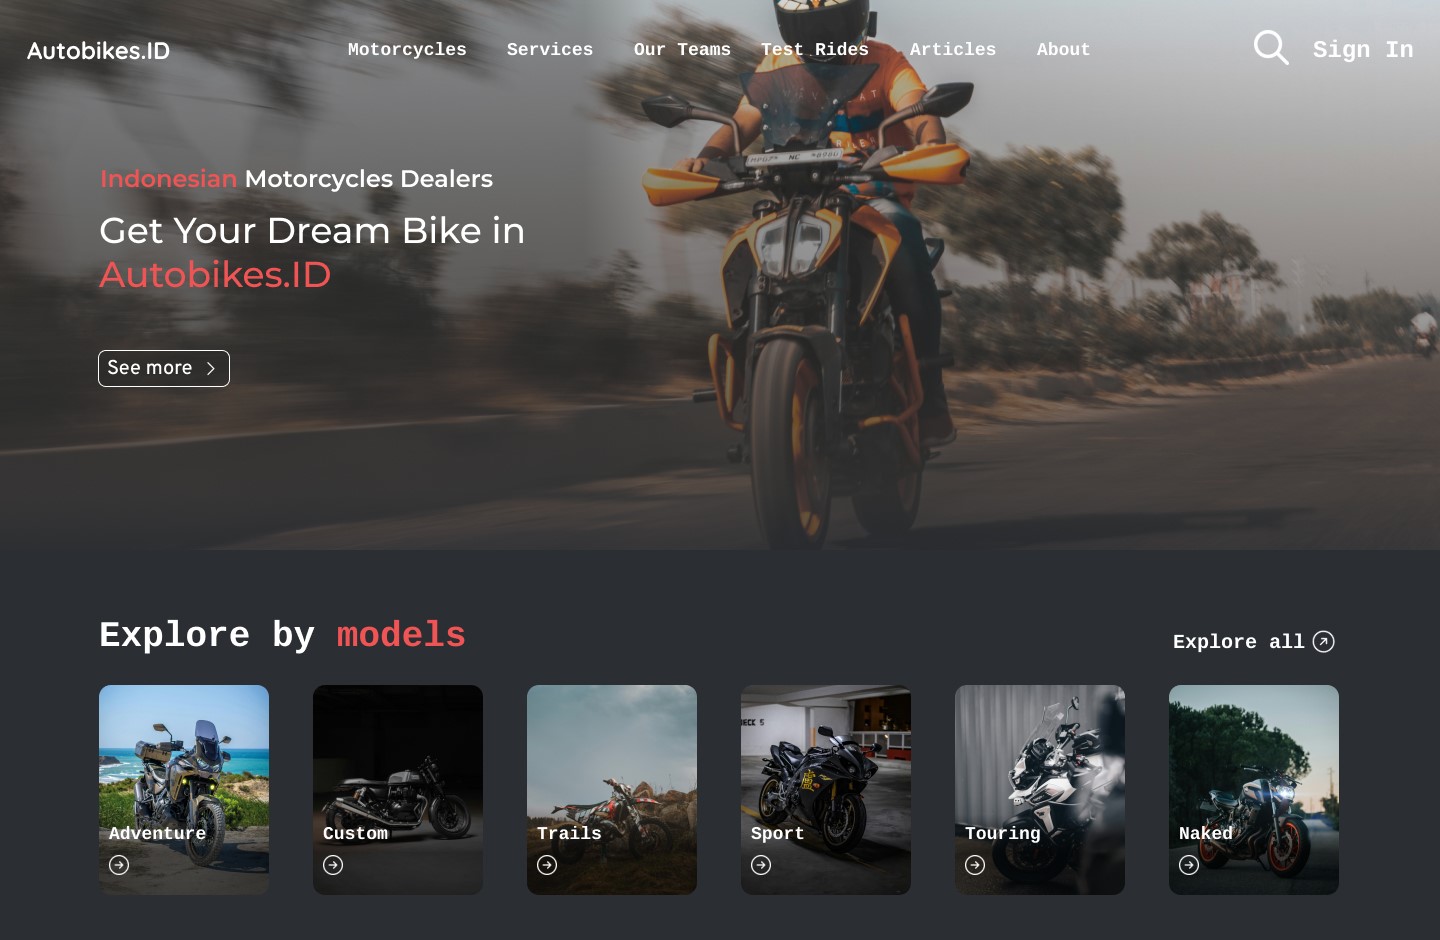 Autobikes.ID
Motorcycles Services Our Teams Test Rides Articles About
Sign In
Indonesian Motorcycles Dealers
Get Your Dream Bike in
Autobikes.ID
See more
Explore by models
Explore all
Adventure
Custom
Trails
Sport
Touring
Naked